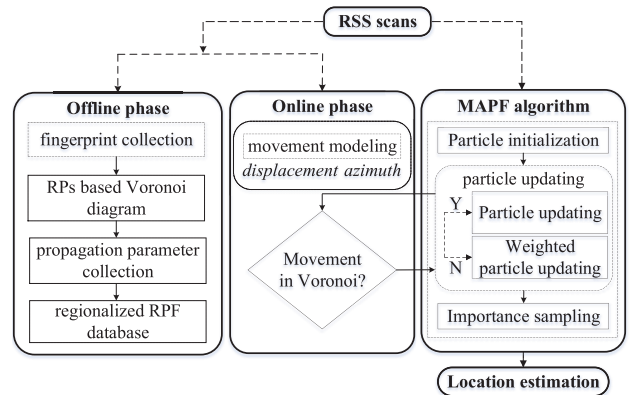 RSS scans
Offline phase
fingerprint collection
RPs based Voronoi
diagram
propagation parameter
collection
regionalized RPF
database
Online phase
movement modeling
displacement azimuth
Movement
in Voronoi?
MAPF algorithm
Particle initialization
particle updating
Y
Particle updating
N
Weighted
particle updating
Importance sampling
Location estimation